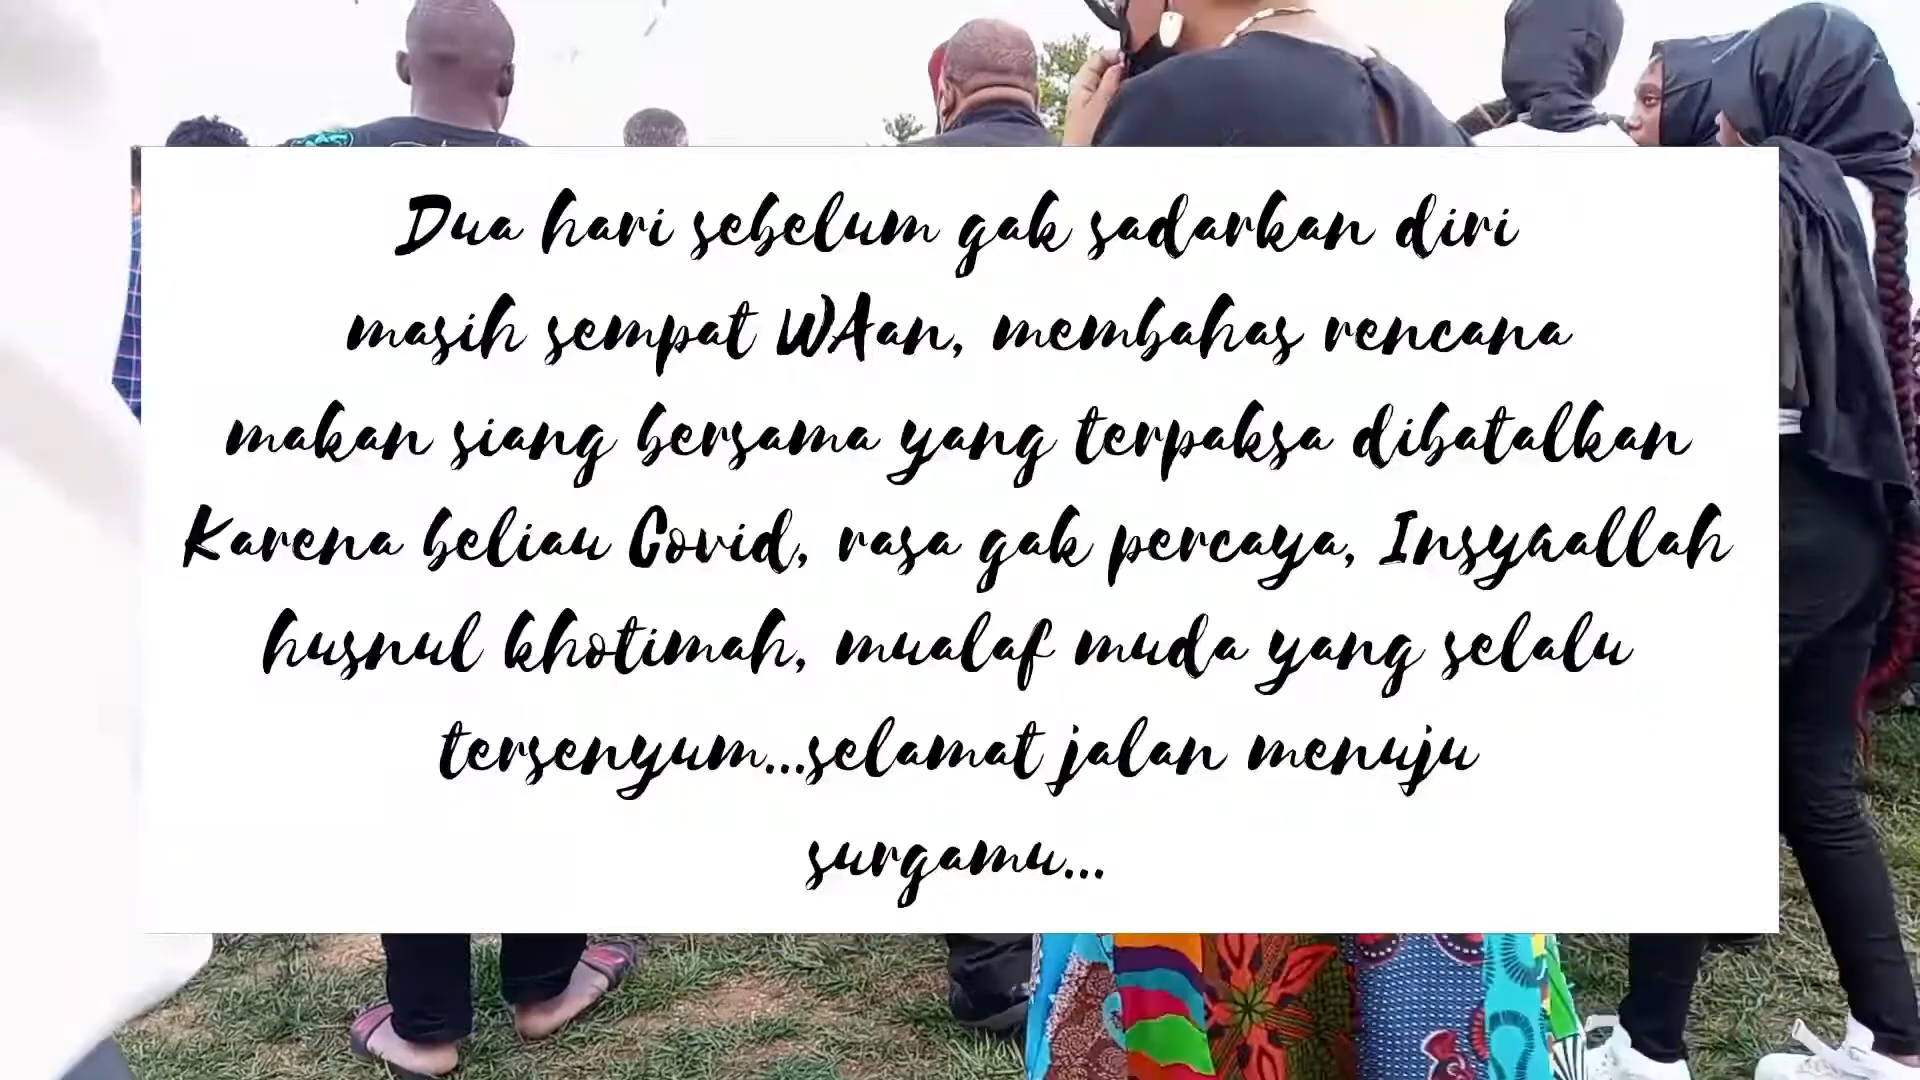 Dua hari sebelum gak sadarkan diri
masih sempat WAan, membahas rencana
makan siang bersama yang terpaksa dibatalkan
Karena beliau Covid, rasa gak percaya, Insyaallah
husnul khotimah, mualaf muda yang selalu
tersenyum...selamat jalan menuju
surgamu...